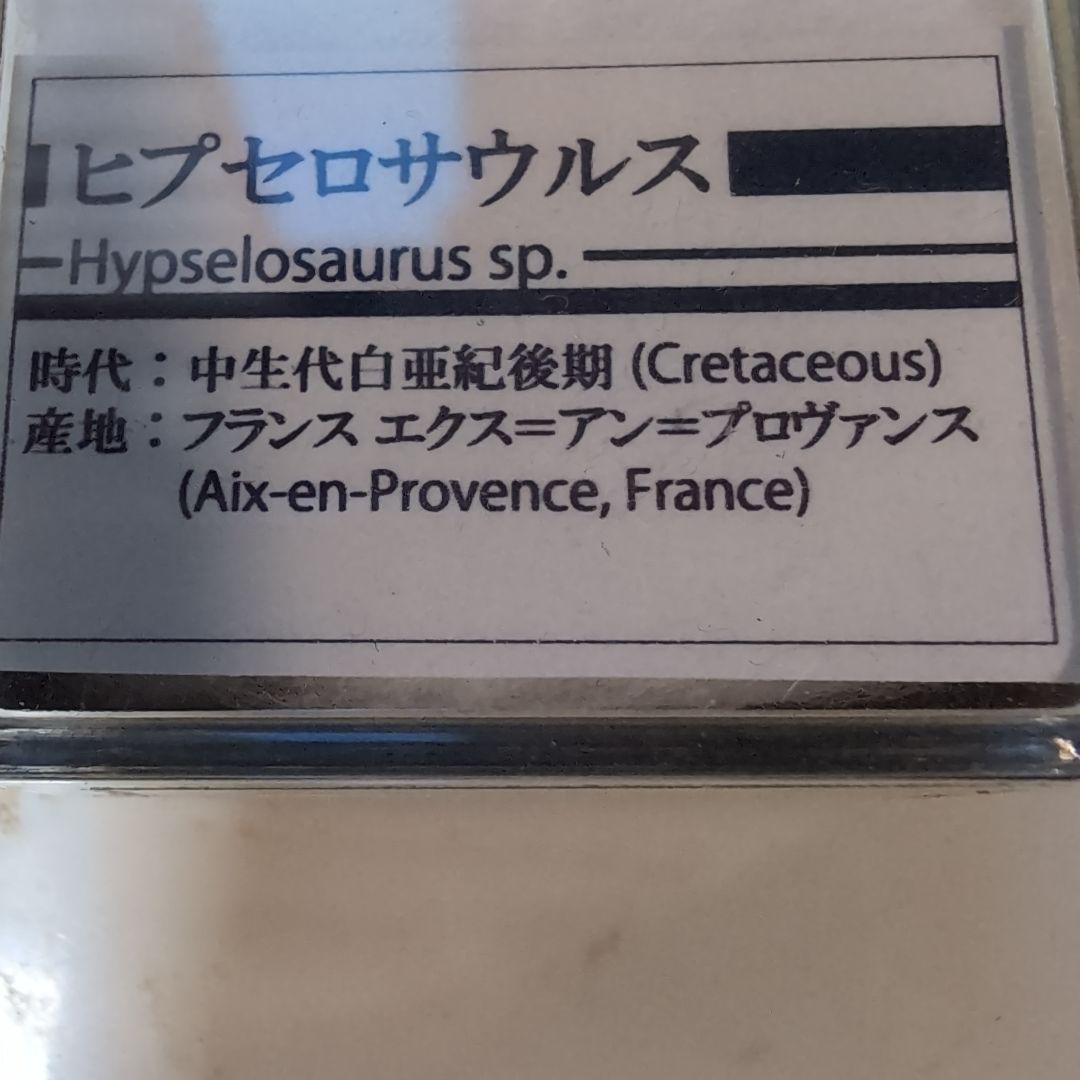 ヒプセロサウルス
Hypselosaurus sp.
時代：中生代白亜紀後期 (Cretaceous)
産地：フランス エクス=アン=プロヴァンス
(Aix-en-Provence, France)